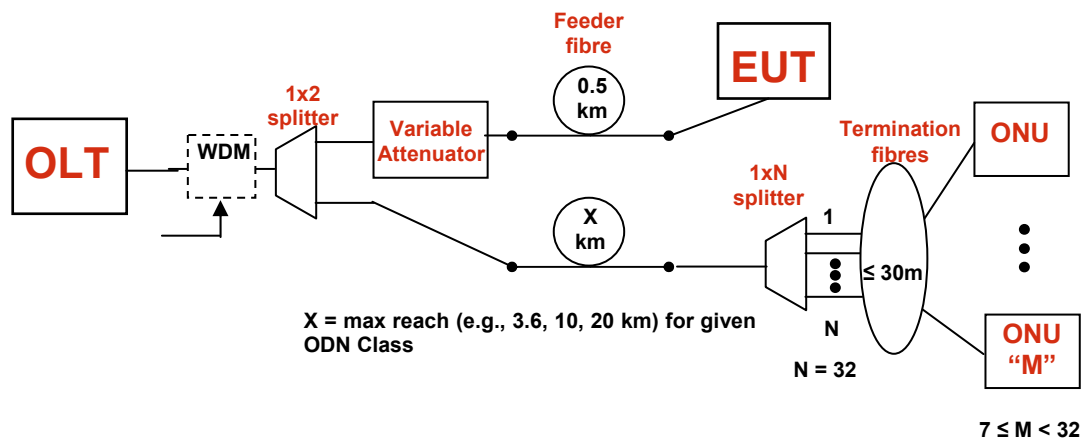 Feeder
fibre
0.5
km
EUT
1x2
splitter
Variable
Attenuator
OLT
WDM
Termination
fibres
ONU
1xN
splitter
1
X
km
≤ 30m
X = max reach (e.g., 3.6, 10, 20 km) for given
ODN Class
N
N = 32
ONU
“M”
7 ≤ M < 32